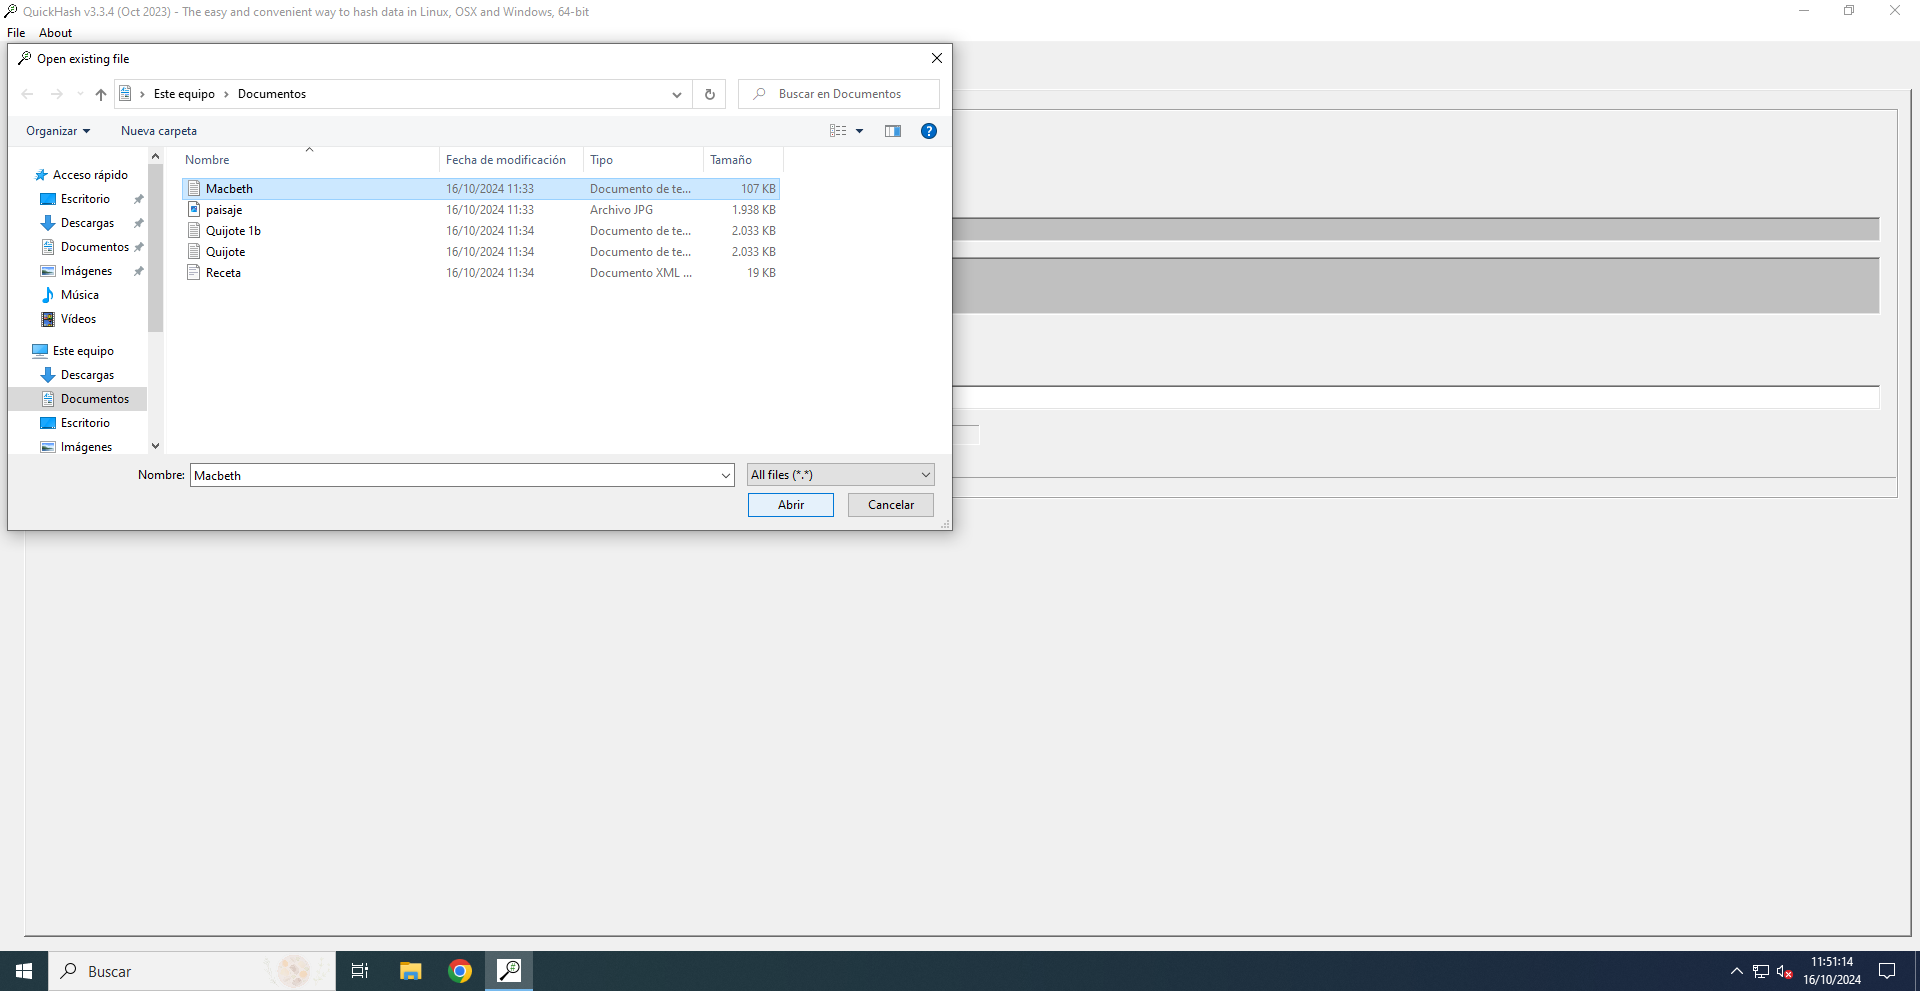 QuickHash v3.3.4 (Oct 2023) - The easy and convenient way to hash data in Linux, OSX and Windows, 64-bit
File About
Open existing file
Este equipo › Documentos
Buscar en Documentos
Organizar Nueva carpeta
Nombre Fecha de modificación Tipo Tamaño
Macbeth 16/10/2024 11:33 Documento de te... 107 KB
paisaje 16/10/2024 11:33 Archivo JPG 1.938 KB
Quijote 1b 16/10/2024 11:34 Documento de te... 2.033 KB
Quijote 16/10/2024 11:34 Documento de te... 2.033 KB
Receta 16/10/2024 11:34 Documento XML ... 19 KB
Acceso rápido
Escritorio
Descargas
Documentos
Imágenes
Música
Vídeos
Este equipo
Descargas
Documentos
Escritorio
Imágenes
Nombre: Macbeth
All files (*.*)
Abrir Cancelar
Buscar
11:51:14
16/10/2024